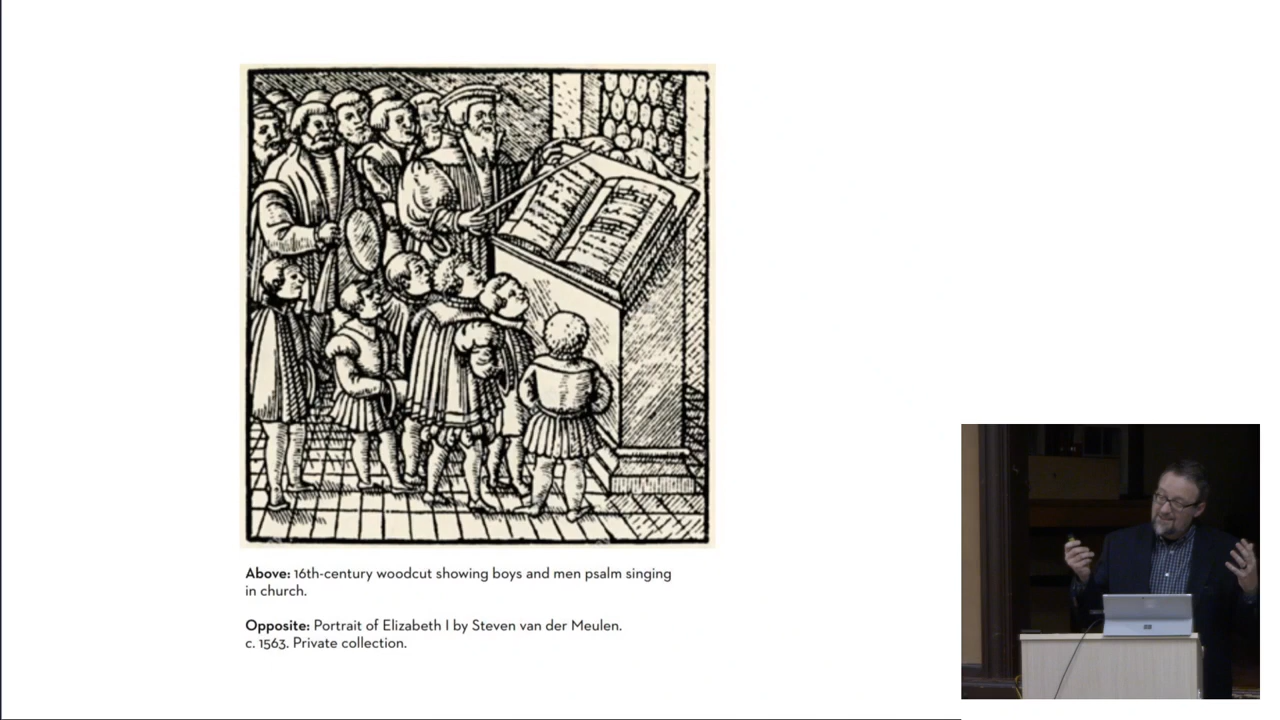 Above: 16th-century woodcut showing boys and men psalm singing
in church.
Opposite: Portrait of Elizabeth I by Steven van der Meulen.
c. 1563. Private collection.